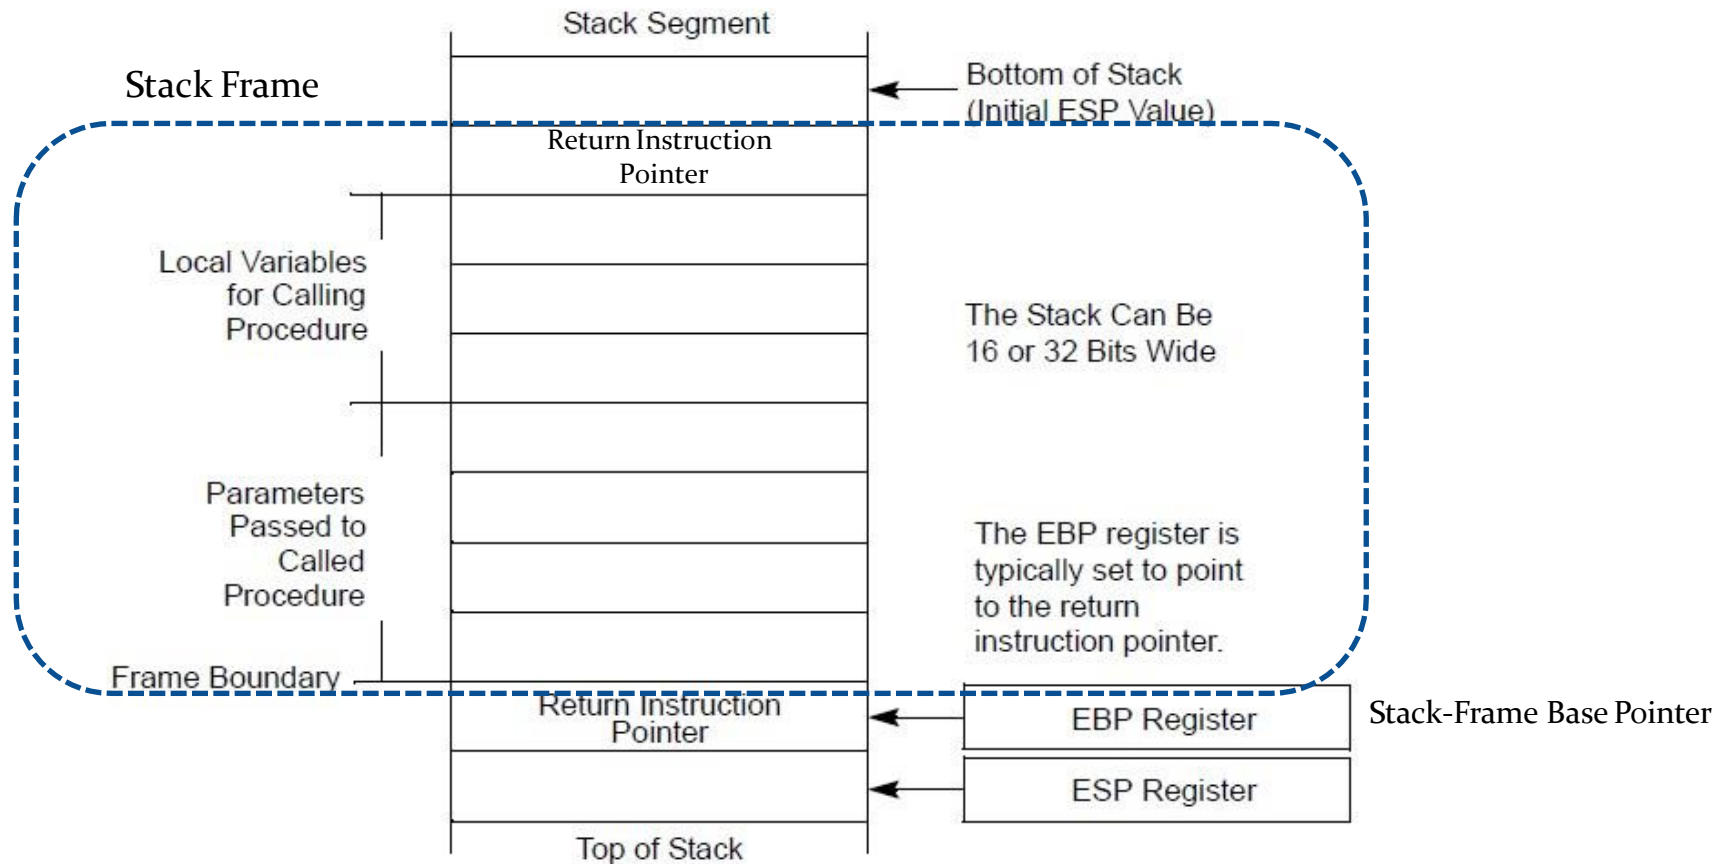 Stack Segment
Stack Frame
Bottom of Stack
(Initial ESP Value)
Return Instruction
Pointer
Local Variables
for Calling
Procedure
The Stack Can Be
16 or 32 Bits Wide
Parameters
Passed to
Called
Procedure
The EBP register is
typically set to point
to the return
instruction pointer.
Frame Boundary
Return Instruction
Pointer
EBP Register
Stack-Frame Base Pointer
ESP Register
Top of Stack